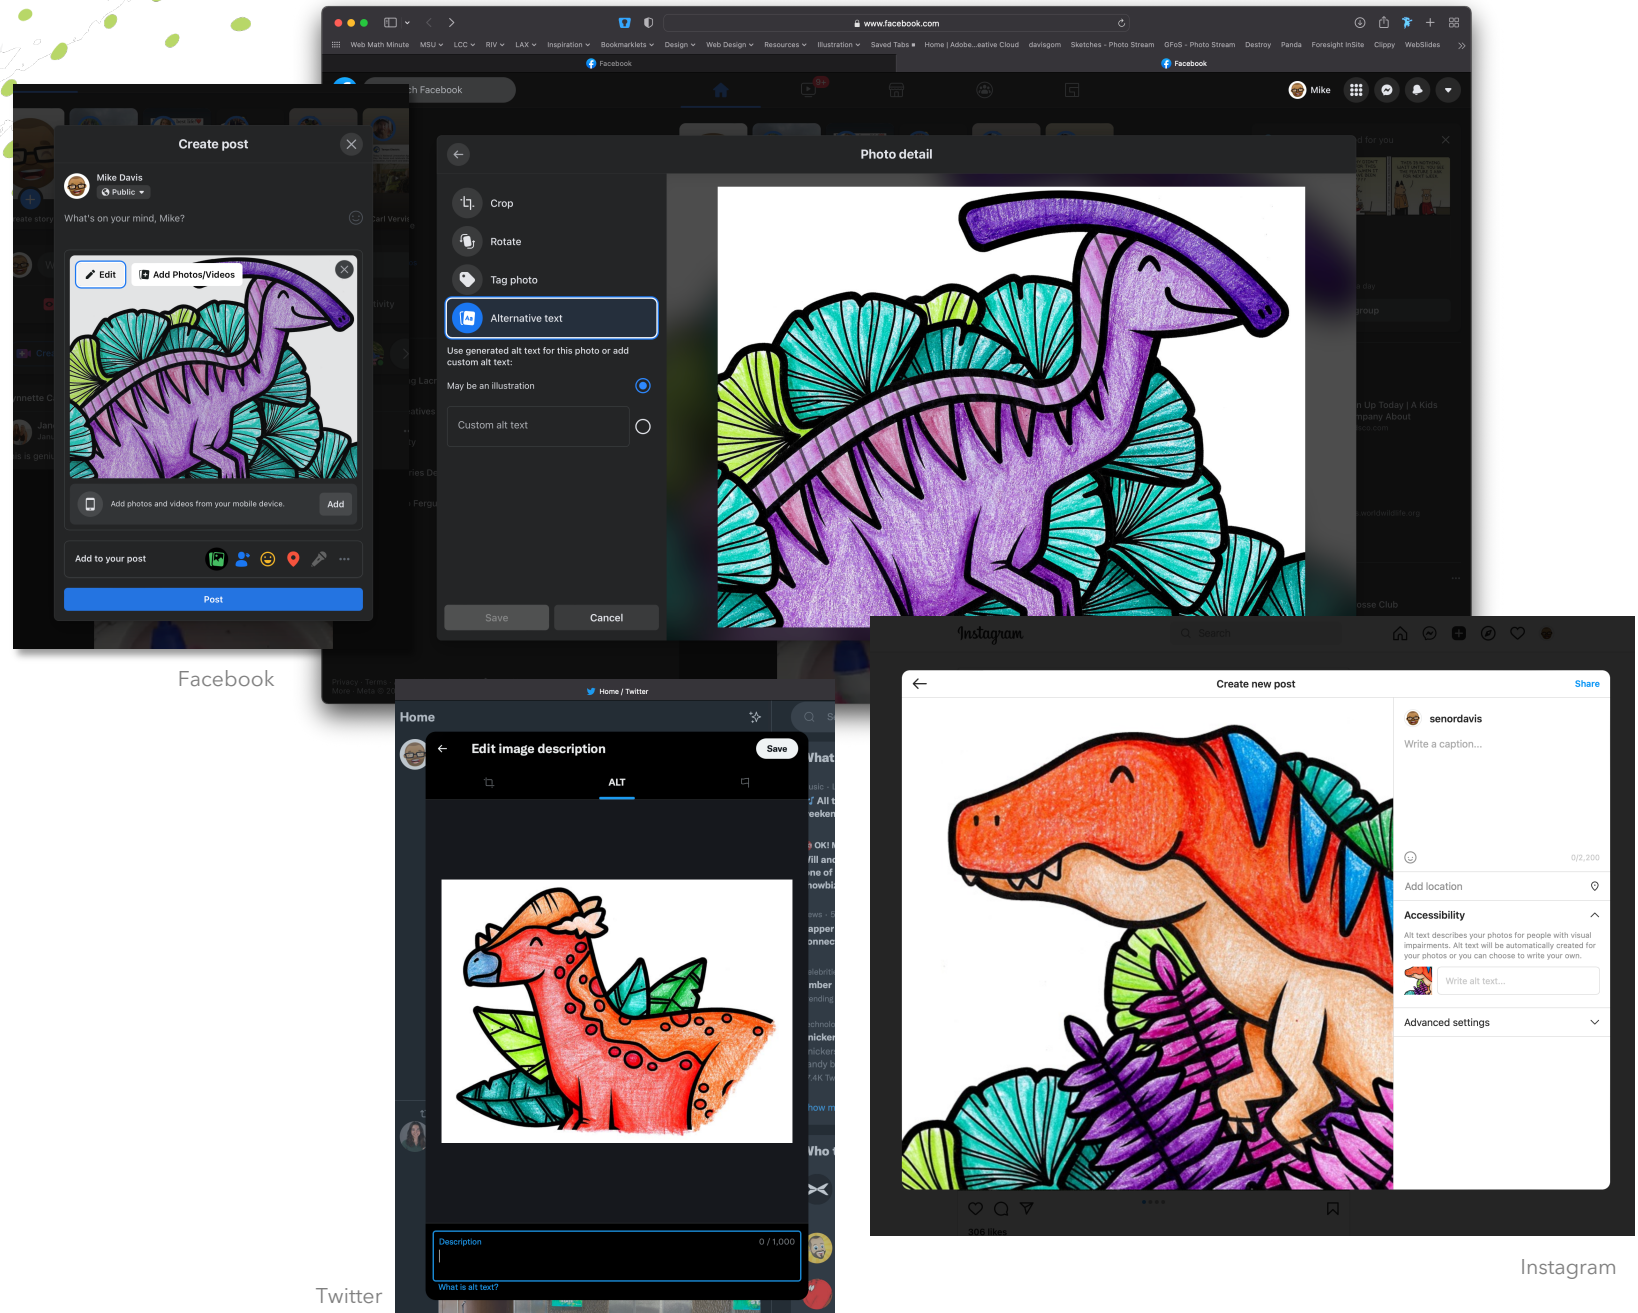 www.facebook.com
Web Math Minute MSU LCC RIV LAX Inspiration Bookmarklets Design Web Design Resources Illustration Saved Tabs Home | Adobe...eative Cloud davisgom Sketches - Photo Stream GFoS - Photo Stream Destroy Panda Foresight InSite Clippy WebSlides
Facebook
Facebook
ch Facebook
9+
Mike
Create post
Mike Davis
Public
What's on your mind, Mike?
Edit
Add Photos/Videos
Add photos and videos from your mobile device.
Add
Add to your post
Post
Photo detail
Crop
Rotate
Tag photo
Alternative text
Use generated alt text for this photo or add
custom alt text:
May be an illustration
Custom alt text
Save
Cancel
Privacy · Terms
Facebook
Home / Twitter
Home
Edit image description
Save
ALT
Description
0 / 1,000
What is alt text?
Twitter
Instagram
Search
Create new post
Share
senordavis
Write a caption...
0/2,200
Add location
Accessibility
Alt text describes your photos for people with visual
impairments. Alt text will be automatically created for
your photos or you can choose to write your own.
Write alt text...
Advanced settings
306 likes
Instagram